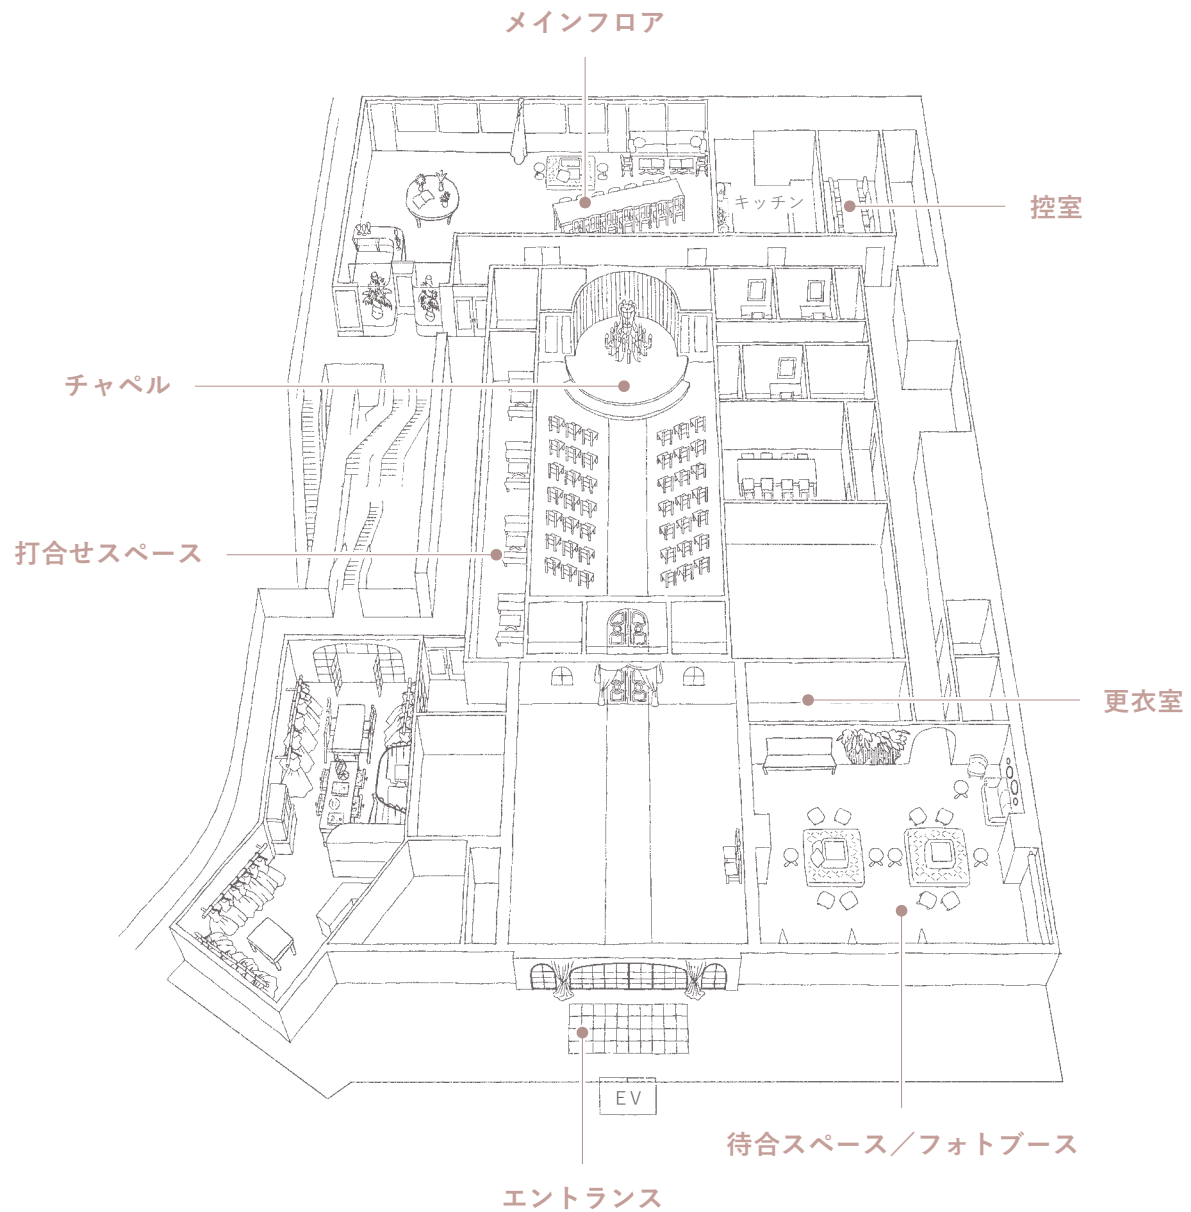 メインフロア
キッチン
控室
チャペル
打合せスペース
更衣室
EV
待合スペース／フォトブース
エントランス